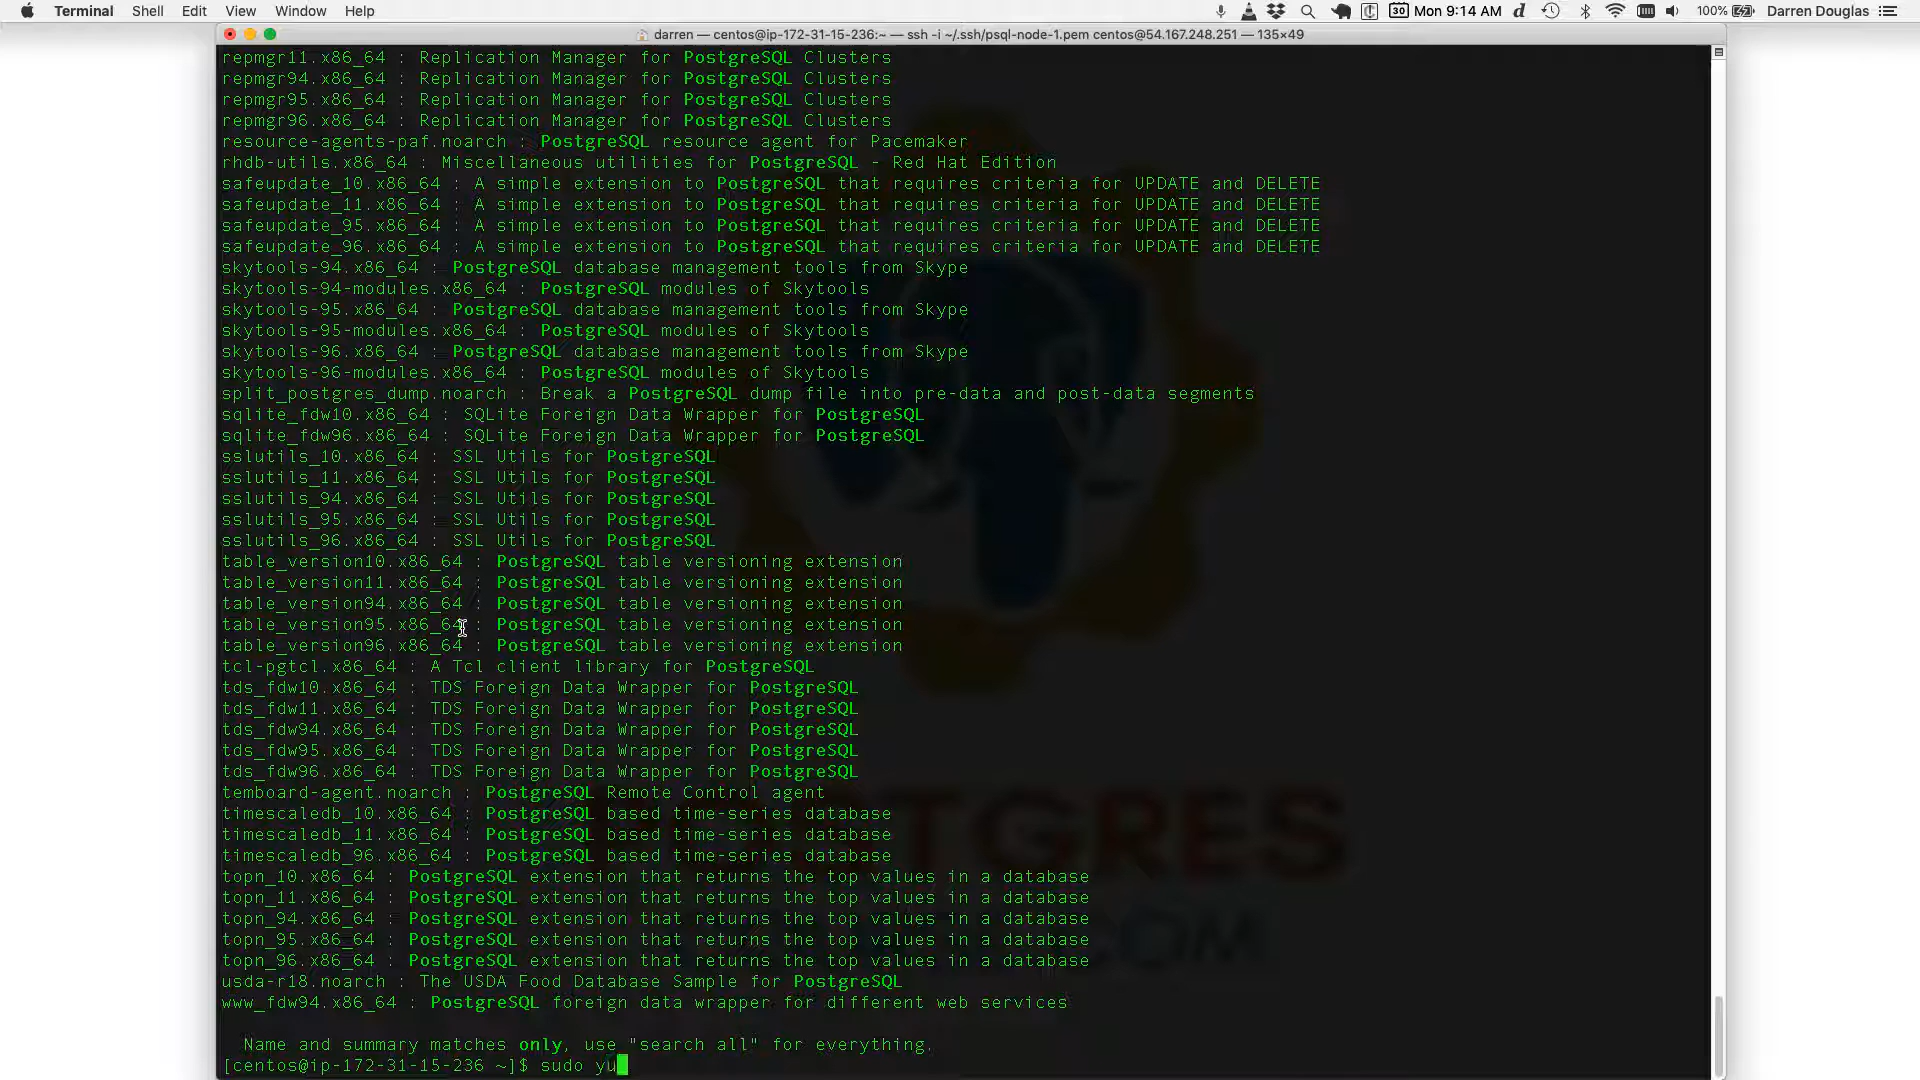 Terminal Shell Edit View Window Help 30 Mon 9:14 AM d 100% Darren Douglas
darren — centos@ip-172-31-15-236:~ — ssh -i ~/.ssh/psql-node-1.pem centos@54.167.248.251 — 135×49
repmgr11.x86_64 : Replication Manager for PostgreSQL Clusters
repmgr94.x86_64 : Replication Manager for PostgreSQL Clusters
repmgr95.x86_64 : Replication Manager for PostgreSQL Clusters
repmgr96.x86_64 : Replication Manager for PostgreSQL Clusters
resource-agents-paf.noarch : PostgreSQL resource agent for Pacemaker
rhdb-utils.x86_64 : Miscellaneous utilities for PostgreSQL - Red Hat Edition
safeupdate_10.x86_64 : A simple extension to PostgreSQL that requires criteria for UPDATE and DELETE
safeupdate_11.x86_64 : A simple extension to PostgreSQL that requires criteria for UPDATE and DELETE
safeupdate_95.x86_64 : A simple extension to PostgreSQL that requires criteria for UPDATE and DELETE
safeupdate_96.x86_64 : A simple extension to PostgreSQL that requires criteria for UPDATE and DELETE
skytools-94.x86_64 : PostgreSQL database management tools from Skype
skytools-94-modules.x86_64 : PostgreSQL modules of Skytools
skytools-95.x86_64 : PostgreSQL database management tools from Skype
skytools-95-modules.x86_64 : PostgreSQL modules of Skytools
skytools-96.x86_64 : PostgreSQL database management tools from Skype
skytools-96-modules.x86_64 : PostgreSQL modules of Skytools
split_postgres_dump.noarch : Break a PostgreSQL dump file into pre-data and post-data segments
sqlite_fdw10.x86_64 : SQLite Foreign Data Wrapper for PostgreSQL
sqlite_fdw96.x86_64 : SQLite Foreign Data Wrapper for PostgreSQL
sslutils_10.x86_64 : SSL Utils for PostgreSQL
sslutils_11.x86_64 : SSL Utils for PostgreSQL
sslutils_94.x86_64 : SSL Utils for PostgreSQL
sslutils_95.x86_64 : SSL Utils for PostgreSQL
sslutils_96.x86_64 : SSL Utils for PostgreSQL
table_version10.x86_64 : PostgreSQL table versioning extension
table_version11.x86_64 : PostgreSQL table versioning extension
table_version94.x86_64 : PostgreSQL table versioning extension
table_version95.x86_64 : PostgreSQL table versioning extension
table_version96.x86_64 : PostgreSQL table versioning extension
tcl-pgtcl.x86_64 : A Tcl client library for PostgreSQL
tds_fdw10.x86_64 : TDS Foreign Data Wrapper for PostgreSQL
tds_fdw11.x86_64 : TDS Foreign Data Wrapper for PostgreSQL
tds_fdw94.x86_64 : TDS Foreign Data Wrapper for PostgreSQL
tds_fdw95.x86_64 : TDS Foreign Data Wrapper for PostgreSQL
tds_fdw96.x86_64 : TDS Foreign Data Wrapper for PostgreSQL
temboard-agent.noarch : PostgreSQL Remote Control agent
timescaledb_10.x86_64 : PostgreSQL based time-series database
timescaledb_11.x86_64 : PostgreSQL based time-series database
timescaledb_96.x86_64 : PostgreSQL based time-series database
topn_10.x86_64 : PostgreSQL extension that returns the top values in a database
topn_11.x86_64 : PostgreSQL extension that returns the top values in a database
topn_94.x86_64 : PostgreSQL extension that returns the top values in a database
topn_95.x86_64 : PostgreSQL extension that returns the top values in a database
topn_96.x86_64 : PostgreSQL extension that returns the top values in a database
usda-r18.noarch : The USDA Food Database Sample for PostgreSQL
www_fdw94.x86_64 : PostgreSQL foreign data wrapper for different web services
Name and summary matches only, use "search all" for everything.
[centos@ip-172-31-15-236 ~]$ sudo yu